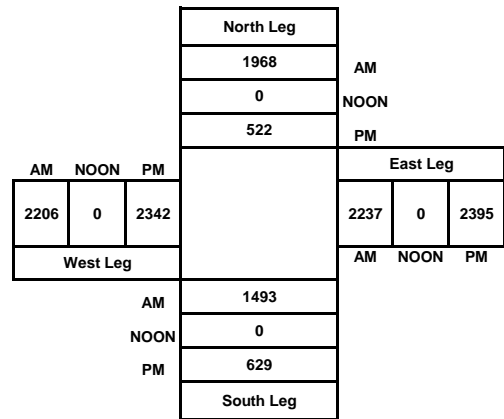 North Leg
1968 AM
0 NOON
522 PM
AM NOON PM
East Leg
2206 0 2342
2237 0 2395
West Leg
AM NOON PM
AM 1493
NOON 0
PM 629
South Leg